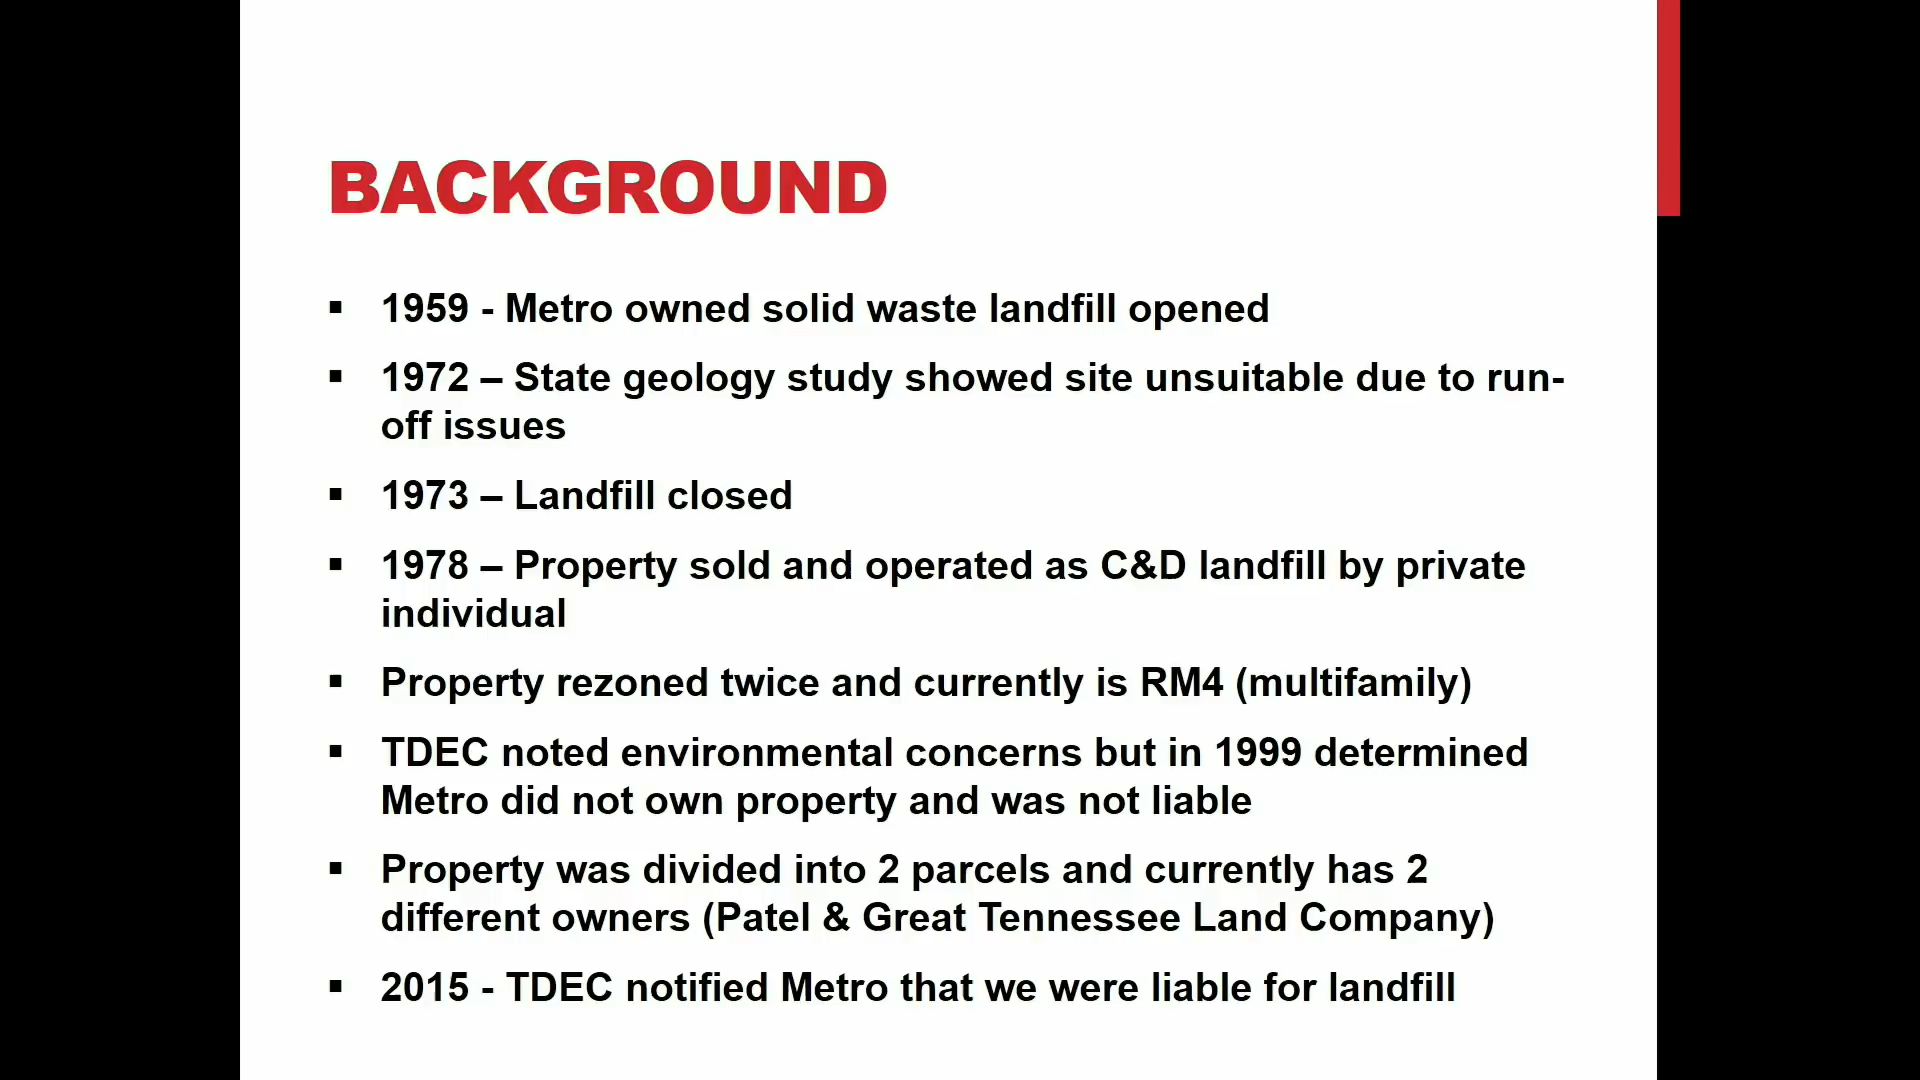 BACKGROUND
▪ 1959 - Metro owned solid waste landfill opened
▪ 1972 – State geology study showed site unsuitable due to run-
off issues
▪ 1973 – Landfill closed
▪ 1978 – Property sold and operated as C&D landfill by private
individual
▪ Property rezoned twice and currently is RM4 (multifamily)
▪ TDEC noted environmental concerns but in 1999 determined
Metro did not own property and was not liable
▪ Property was divided into 2 parcels and currently has 2
different owners (Patel & Great Tennessee Land Company)
▪ 2015 - TDEC notified Metro that we were liable for landfill